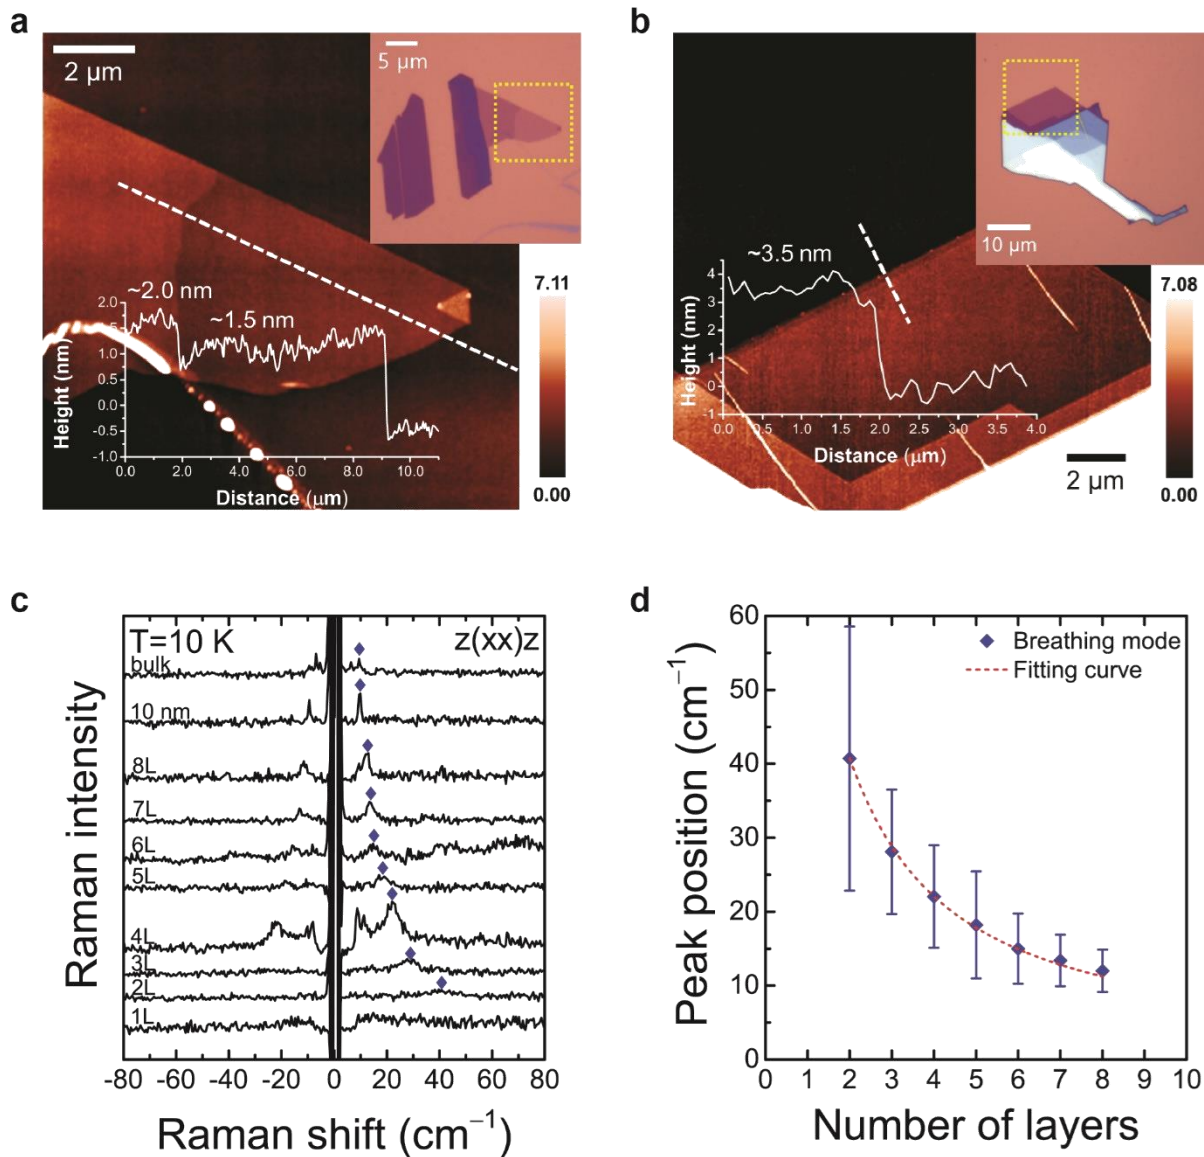 a
2 μm
5 μm
7.11
0.00
~2.0 nm
~1.5 nm
Height (nm)
2.0
1.5
1.0
0.5
0.0
-0.5
-1.0
0.0 2.0 4.0 6.0 8.0 10.0
Distance (μm)
b
10 μm
7.08
0.00
~3.5 nm
Height (nm)
4
3
2
1
0
-1
0.0 0.5 1.0 1.5 2.0 2.5 3.0 3.5 4.0
Distance (μm)
2 μm
c
T=10 K z(xx)z
bulk
10 nm
8L
7L
6L
5L
4L
3L
2L
1L
Raman intensity
-80 -60 -40 -20 0 20 40 60 80
Raman shift (cm⁻¹)
d
Breathing mode
Fitting curve
Peak position (cm⁻¹)
60
50
40
30
20
10
0
0 1 2 3 4 5 6 7 8 9 10
Number of layers